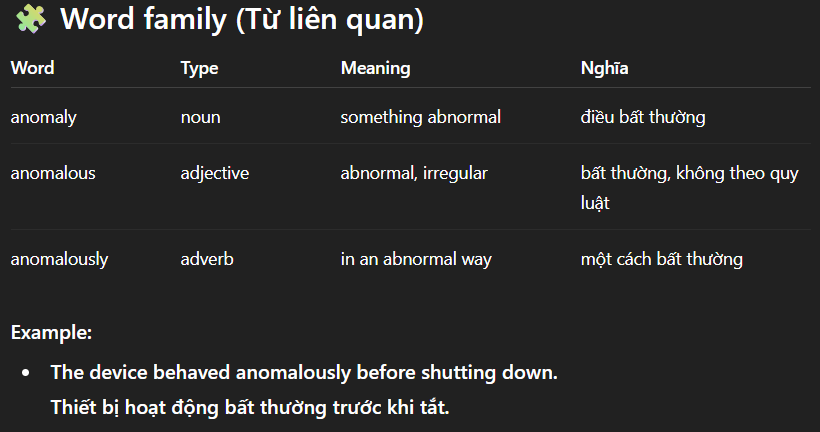 🧩 Word family (Từ liên quan)
Word Type Meaning Nghĩa
anomaly noun something abnormal điều bất thường
anomalous adjective abnormal, irregular bất thường, không theo quy
luật
anomalously adverb in an abnormal way một cách bất thường
Example:
• The device behaved anomalously before shutting down.
Thiết bị hoạt động bất thường trước khi tắt.